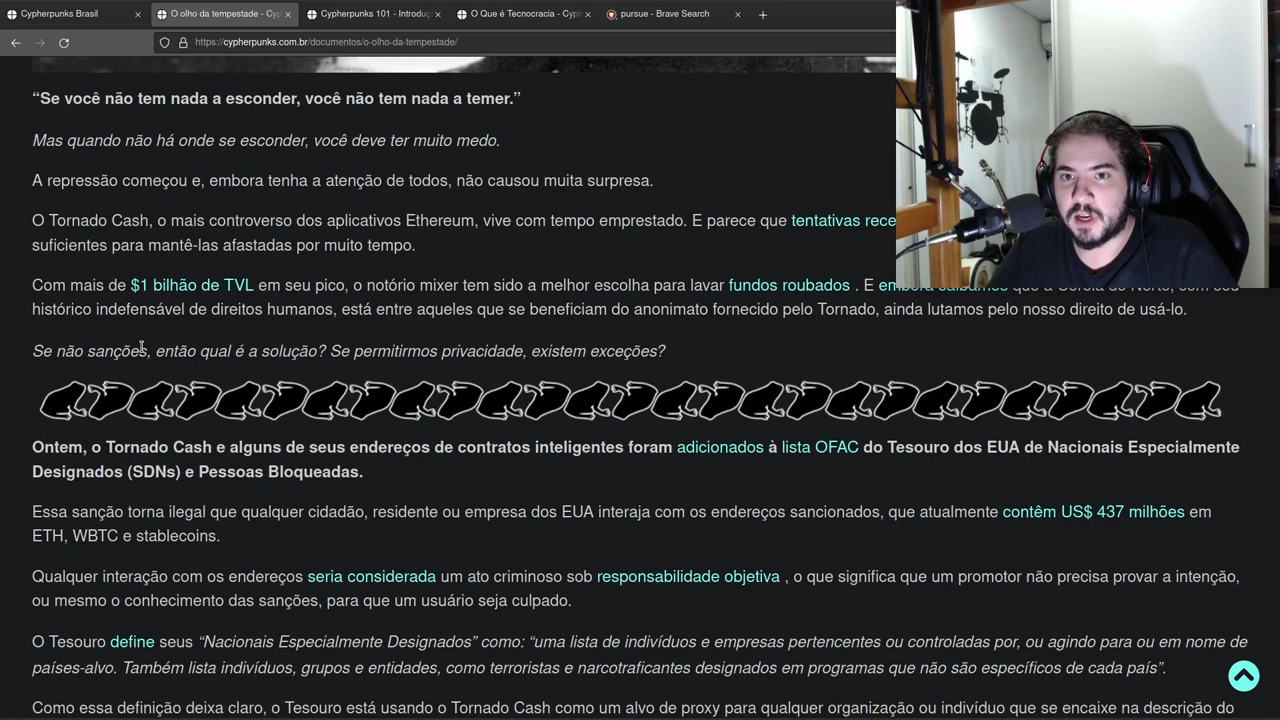 Cypherpunks Brasil
O olho da tempestade - Cyp
Cypherpunks 101 - Introduç
O Que é Tecnocracia - Cyph
pursue - Brave Search
https://cypherpunks.com.br/documentos/o-olho-da-tempestade/
“Se você não tem nada a esconder, você não tem nada a temer.”
Mas quando não há onde se esconder, você deve ter muito medo.
A repressão começou e, embora tenha a atenção de todos, não causou muita surpresa.
O Tornado Cash, o mais controverso dos aplicativos Ethereum, vive com tempo emprestado. E parece que tentativas rece
suficientes para mantê-las afastadas por muito tempo.
Com mais de $1 bilhão de TVL em seu pico, o notório mixer tem sido a melhor escolha para lavar fundos roubados . E embora saibamos que a Coreia do Norte, com seu
histórico indefensável de direitos humanos, está entre aqueles que se beneficiam do anonimato fornecido pelo Tornado, ainda lutamos pelo nosso direito de usá-lo.
Se não sanções, então qual é a solução? Se permitirmos privacidade, existem exceções?
Ontem, o Tornado Cash e alguns de seus endereços de contratos inteligentes foram adicionados à lista OFAC do Tesouro dos EUA de Nacionais Especialmente
Designados (SDNs) e Pessoas Bloqueadas.
Essa sanção torna ilegal que qualquer cidadão, residente ou empresa dos EUA interaja com os endereços sancionados, que atualmente contêm US$ 437 milhões em
ETH, WBTC e stablecoins.
Qualquer interação com os endereços seria considerada um ato criminoso sob responsabilidade objetiva , o que significa que um promotor não precisa provar a intenção,
ou mesmo o conhecimento das sanções, para que um usuário seja culpado.
O Tesouro define seus “Nacionais Especialmente Designados” como: “uma lista de indivíduos e empresas pertencentes ou controladas por, ou agindo para ou em nome de
países-alvo. Também lista indivíduos, grupos e entidades, como terroristas e narcotraficantes designados em programas que não são específicos de cada país”.
Como essa definição deixa claro, o Tesouro está usando o Tornado Cash como um alvo de proxy para qualquer organização ou indivíduo que se encaixe na descrição do